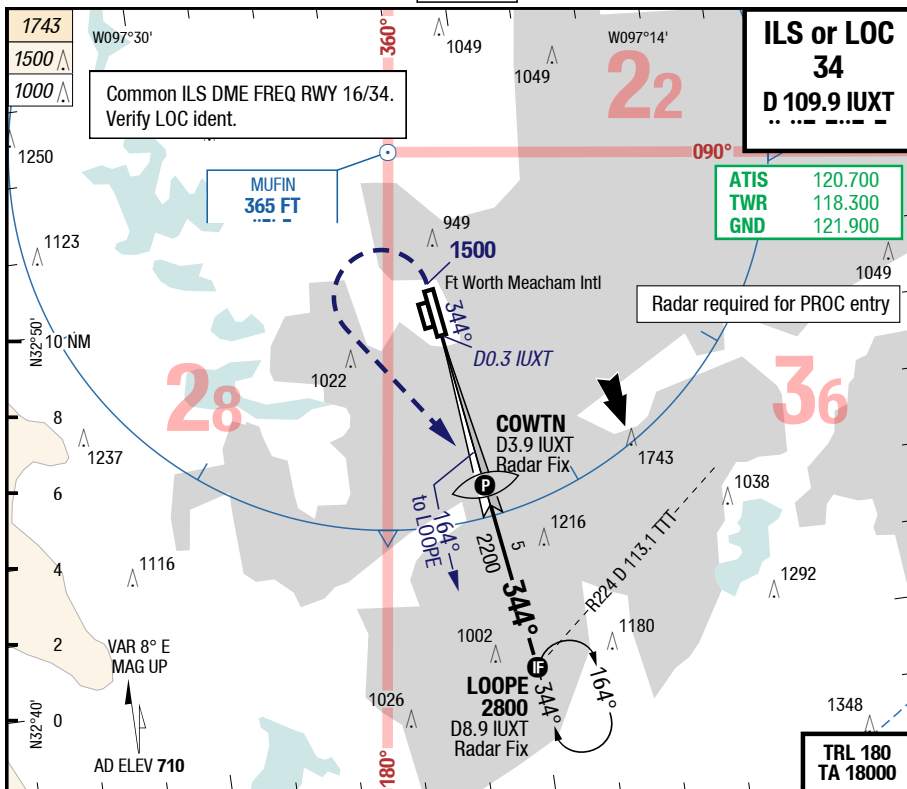 1743
1500
1000
W097°30'
360°
1049
W097°14'
1049
22
ILS or LOC
34
D 109.9 IUXT
Common ILS DME FREQ RWY 16/34.
Verify LOC ident.
1250
090°
MUFIN
365 FT
ATIS 120.700
TWR 118.300
GND 121.900
949
1123
1500
1049
Ft Worth Meacham Intl
Radar required for PROC entry
344°
N32°50'
10 NM
D0.3 IUXT
1022
28
36
8
COWTN
D3.9 IUXT
Radar Fix
1237
1743
6
P
1038
164°
to LOOPE
5
2200
1216
R224 D 113.1 TTT
4
1116
344°
1292
2
1002
1180
VAR 8° E
MAG UP
IF
LOOPE
2800
D8.9 IUXT
Radar Fix
344°
164°
N32°40'
0
1026
1348
180°
AD ELEV 710
TRL 180
TA 18000